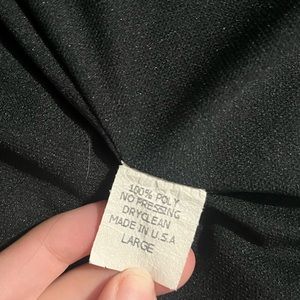 100% POLY
NO PRESSING
DRYCLEAN
MADE IN U.S.A
LARGE